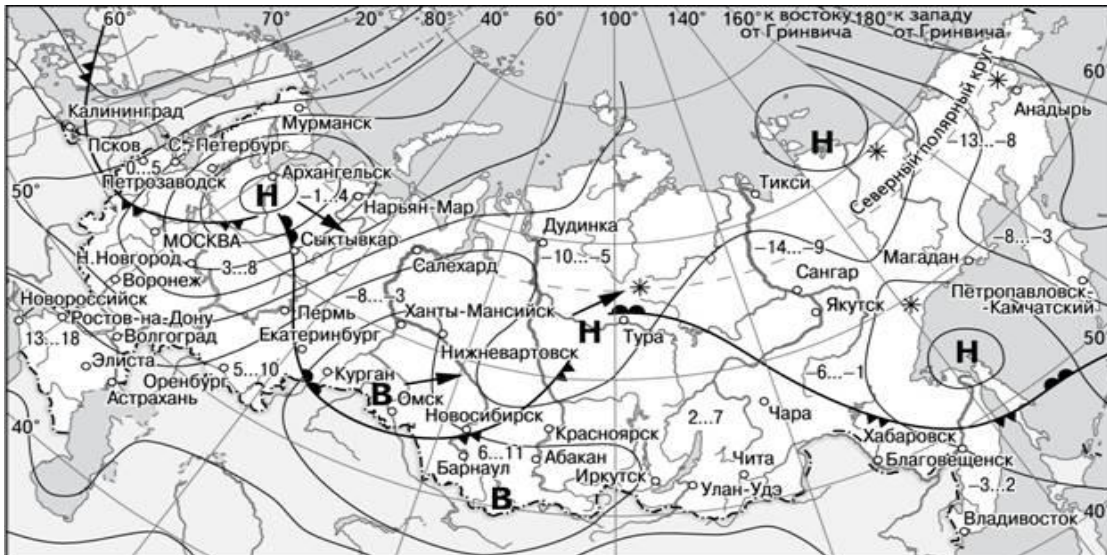 60°
70°
20°
30°
40°
60°
80°
100°
120°
140°
160°
к востоку
от Гринвича
180°
к западу
от Гринвича
60°
Северный полярный круг
Анадырь
Калининград
Мурманск
Псков
С.-Петербург
0...5
Петрозаводск
Архангельск
Н
-1...4
Нарьян-Мар
Н
-13...-8
Тикси
50°
МОСКВА
Сыктывкар
Дудинка
-10...-5
-14...-9
-8...-3
Н.Новгород
-3...8
Салехард
Сангар
Магадан
Воронеж
Новороссийск
-8...-3
Ханты-Мансийск
Якутск
Петропавловск-
Камчатский
Ростов-на-Дону
Пермь
13...18
Волгоград
Екатеринбург
Н
Тура
Нижневартовск
Н
50°
Элиста
5...10
Курган
-6...-1
Оренбург
В
Омск
Астрахань
Чара
2...7
Новосибирск
40°
Красноярск
Хабаровск
6...11
Барнаул
Абакан
Благовещенск
Иркутск
Чита
Улан-Удэ
-3...2
В
40°
Владивосток